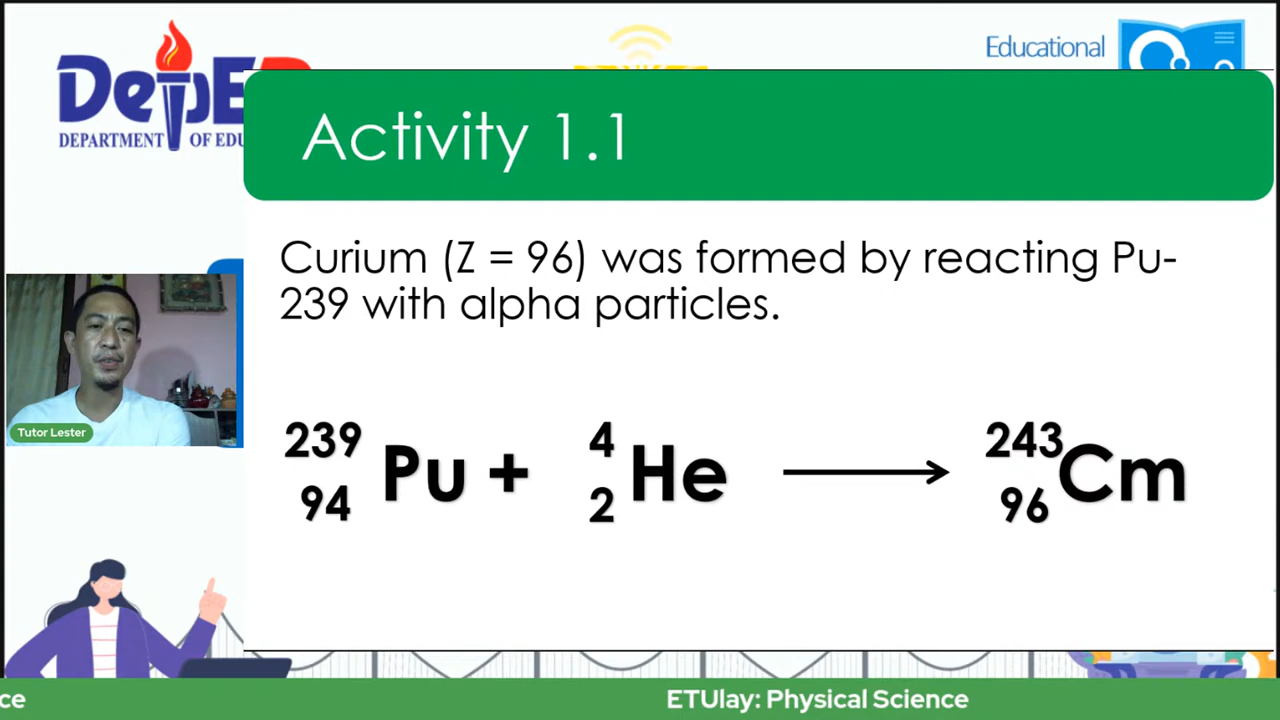 DepED
DEPARTMENT OF EDU
Educational
Activity 1.1
Curium (Z = 96) was formed by reacting Pu-
239 with alpha particles.
239 4 243
Pu + He Cm
94 2 96
Tutor Lester
ce ETUlay: Physical Science